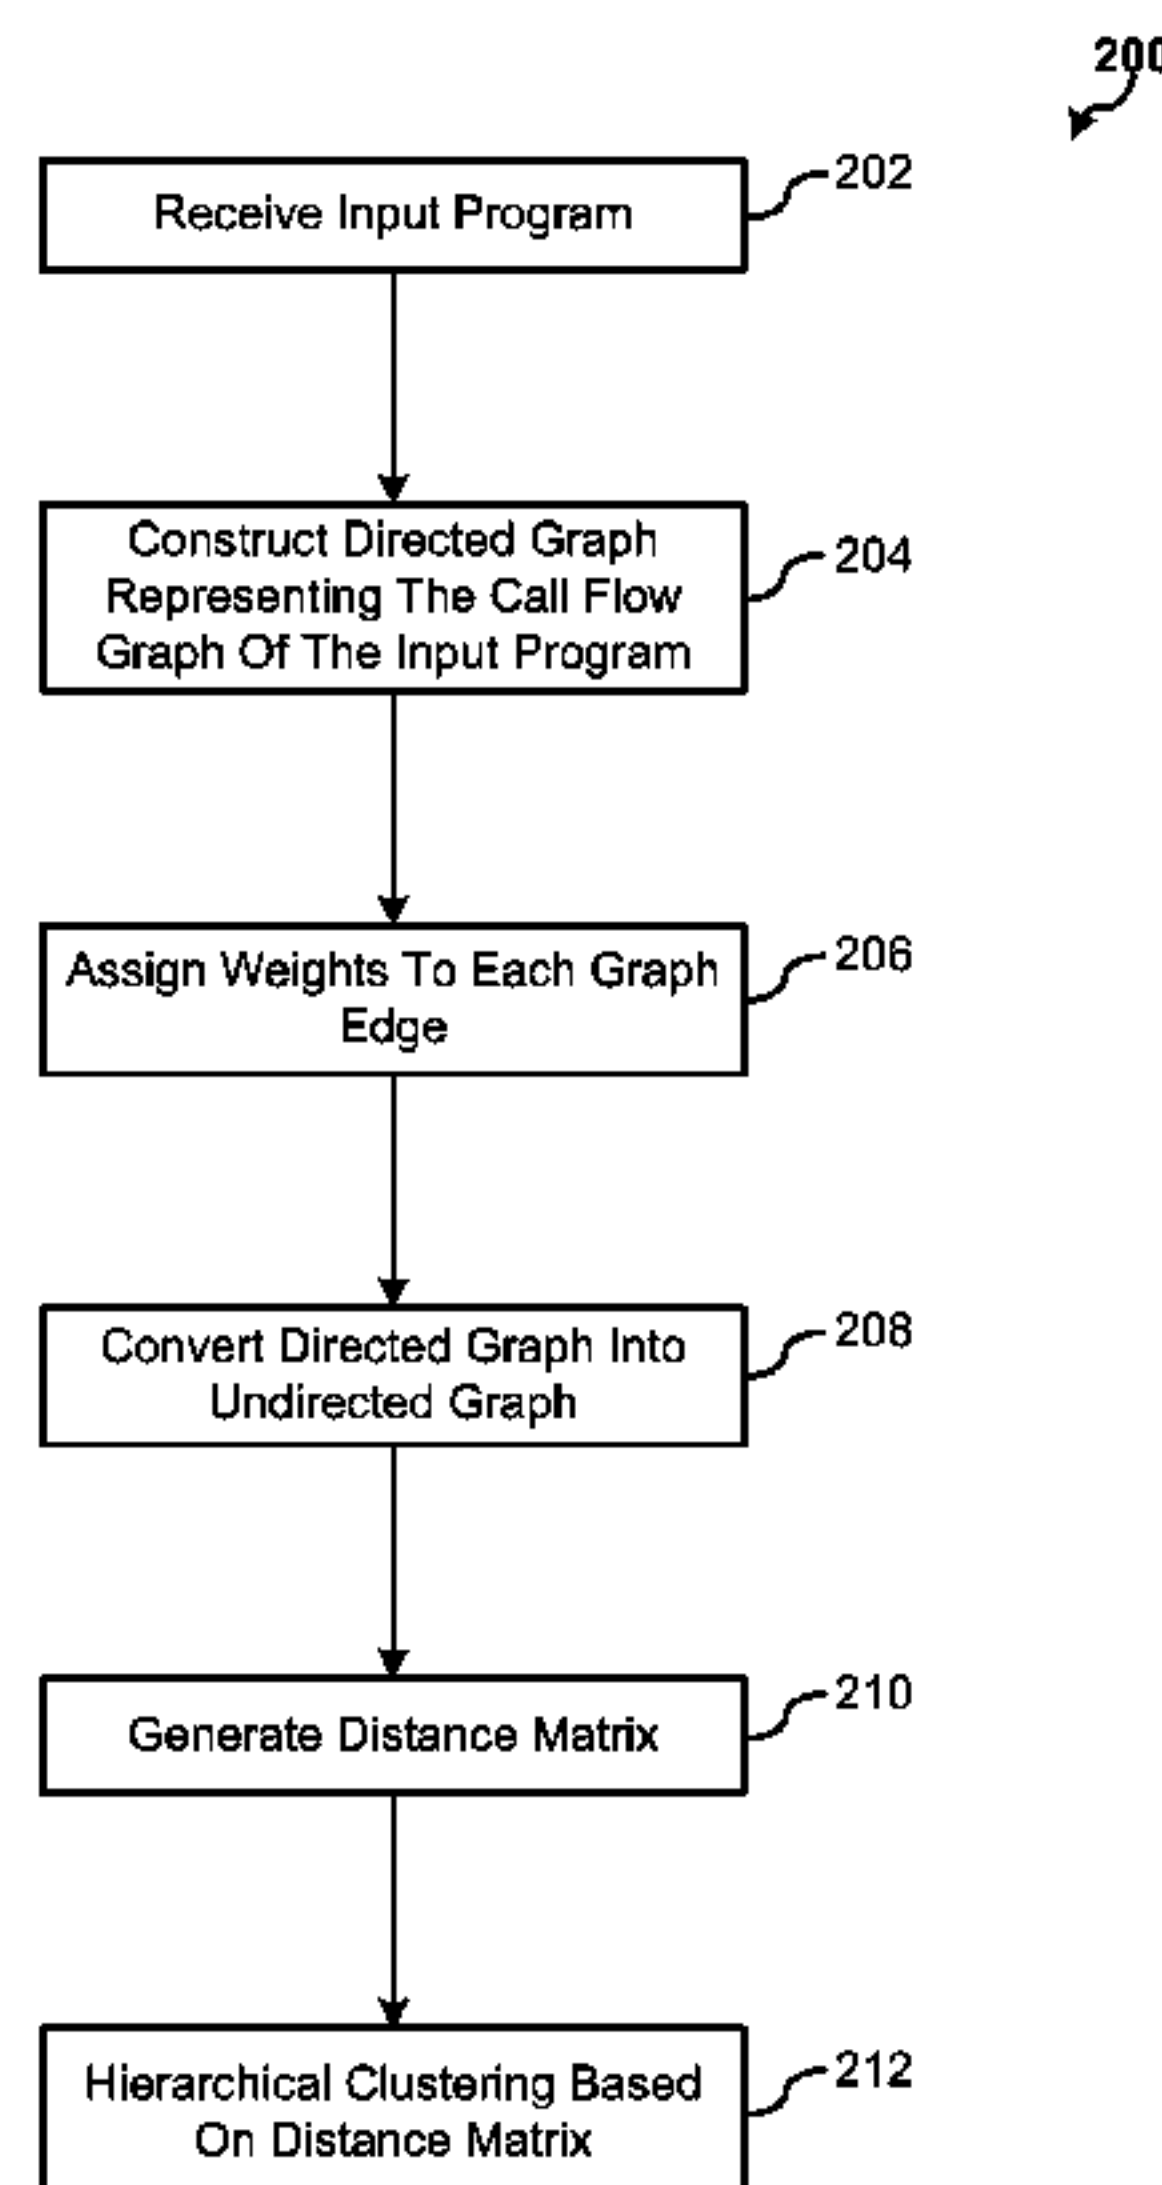 200
Receive Input Program
202
Construct Directed Graph
Representing The Call Flow
Graph Of The Input Program
204
Assign Weights To Each Graph
Edge
206
Convert Directed Graph Into
Undirected Graph
208
Generate Distance Matrix
210
Hierarchical Clustering Based
On Distance Matrix
212